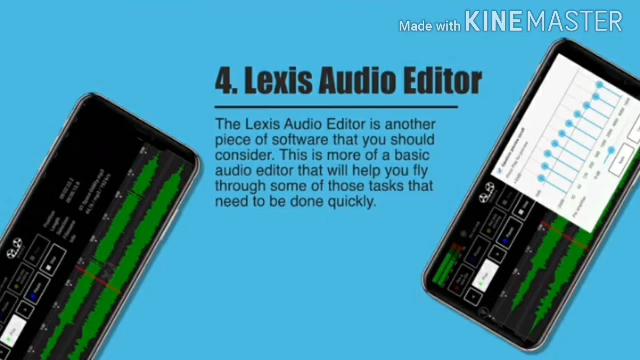 Made with KINEMASTER
4. Lexis Audio Editor
The Lexis Audio Editor is another
piece of software that you should
consider. This is more of a basic
audio editor that will help you fly
through some of those tasks that
need to be done quickly.